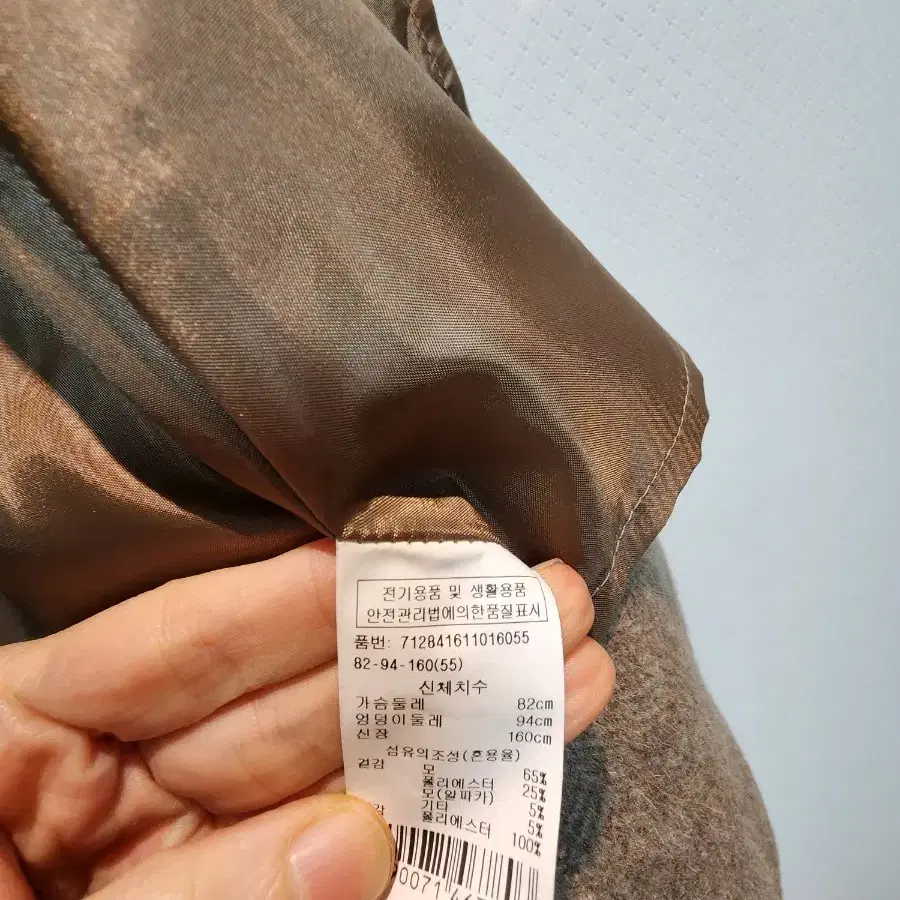 전기용품 및 생활용품
안전관리법에의한품질표시
품번: 712841611016055
82-94-160(55)
신체치수
가슴둘레 82cm
엉덩이둘레 94cm
신장 160cm
섬유의조성(혼용율)
겉감 모 65%
폴리에스터 25%
모(알파카) 5%
기타 5%
폴리에스터 100%